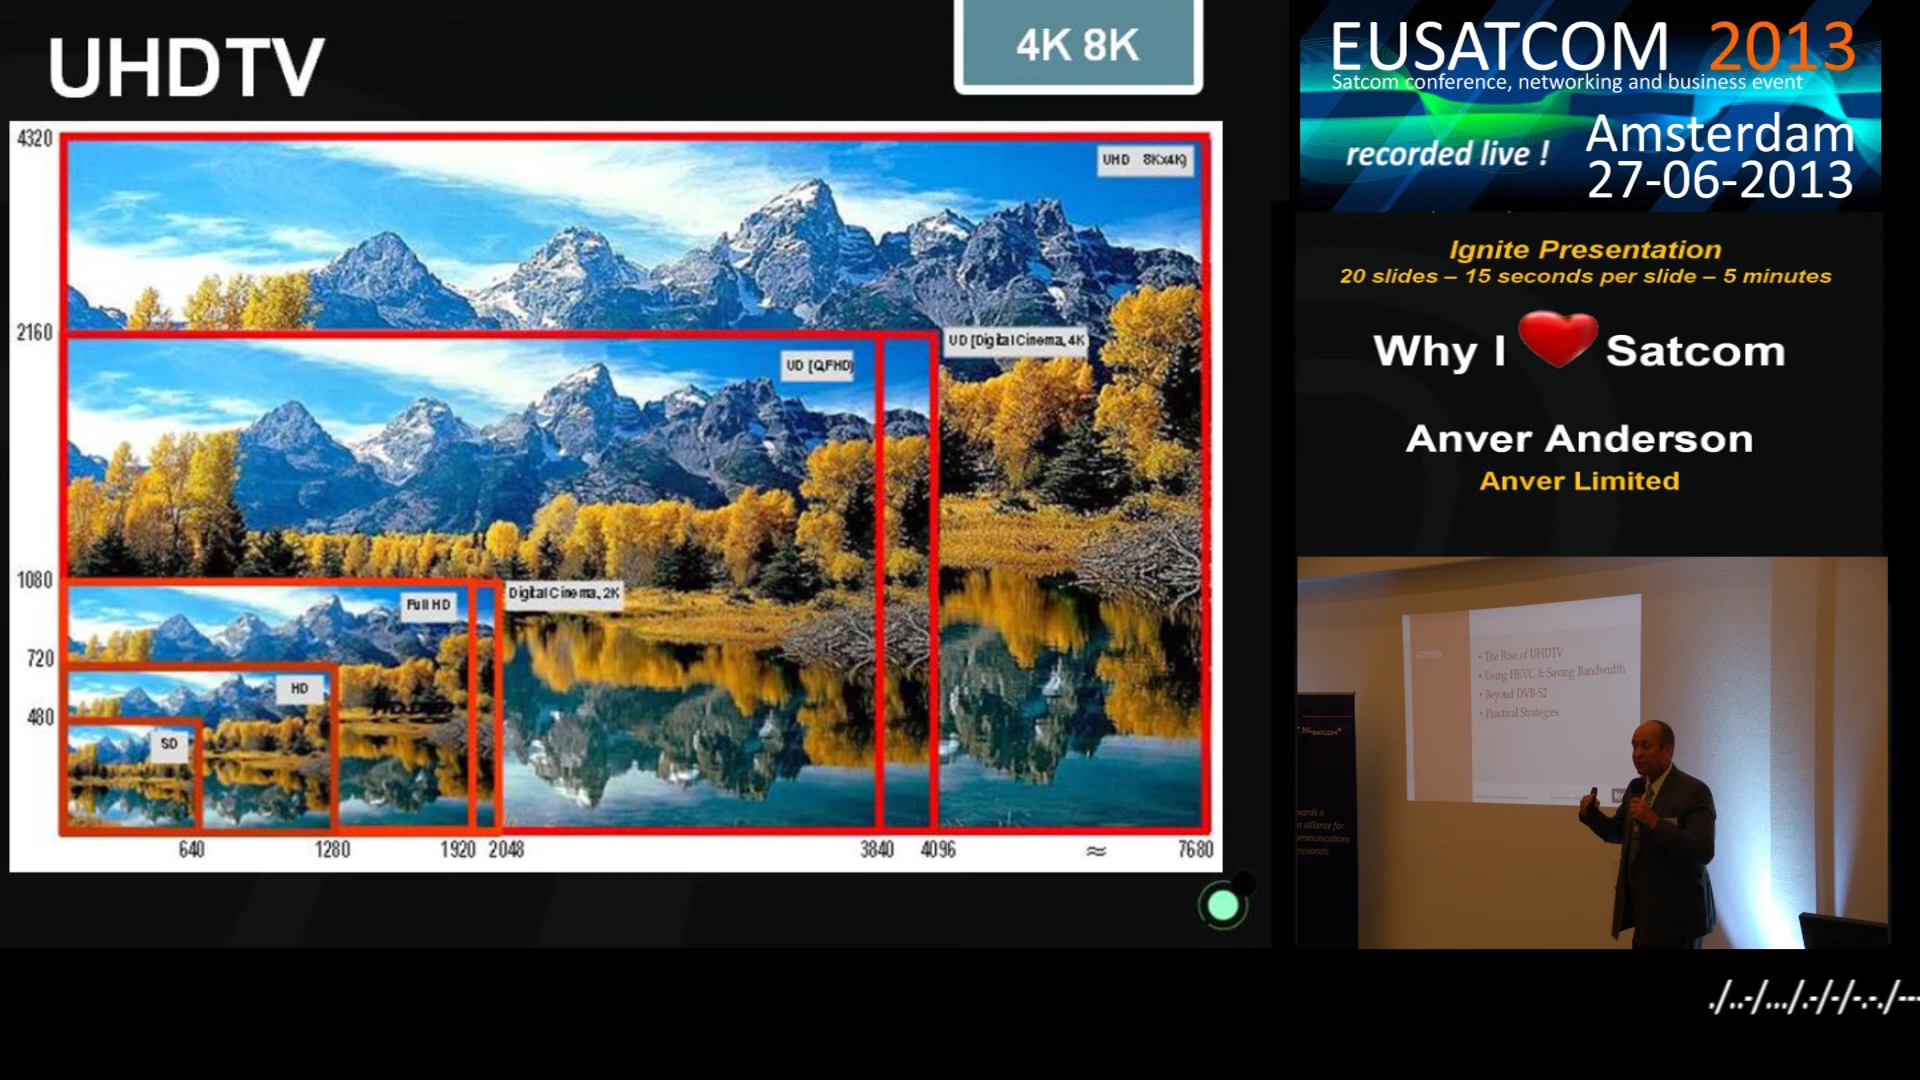 UHDTV
4K 8K
4320
2160
1080
720
480
UHD 8Kx4K)
UD [Digital Cinema, 4K
UD [QFHD)
Digital Cinema, 2K
Full HD
HD
SD
640
1280
1920
2048
3840
4096
≈
7680
EUSATCOM 2013
Satcom conference, networking and business event
recorded live !
Amsterdam
27-06-2013
Ignite Presentation
20 slides – 15 seconds per slide – 5 minutes
Why I
Satcom
Anver Anderson
Anver Limited
AGENDA
• The Rise of UHDTV
• Using HEVC & Saving Bandwidth
• Beyond DVB-S2
• Practical Strategies
./..-/.../.-/-/-.-./---